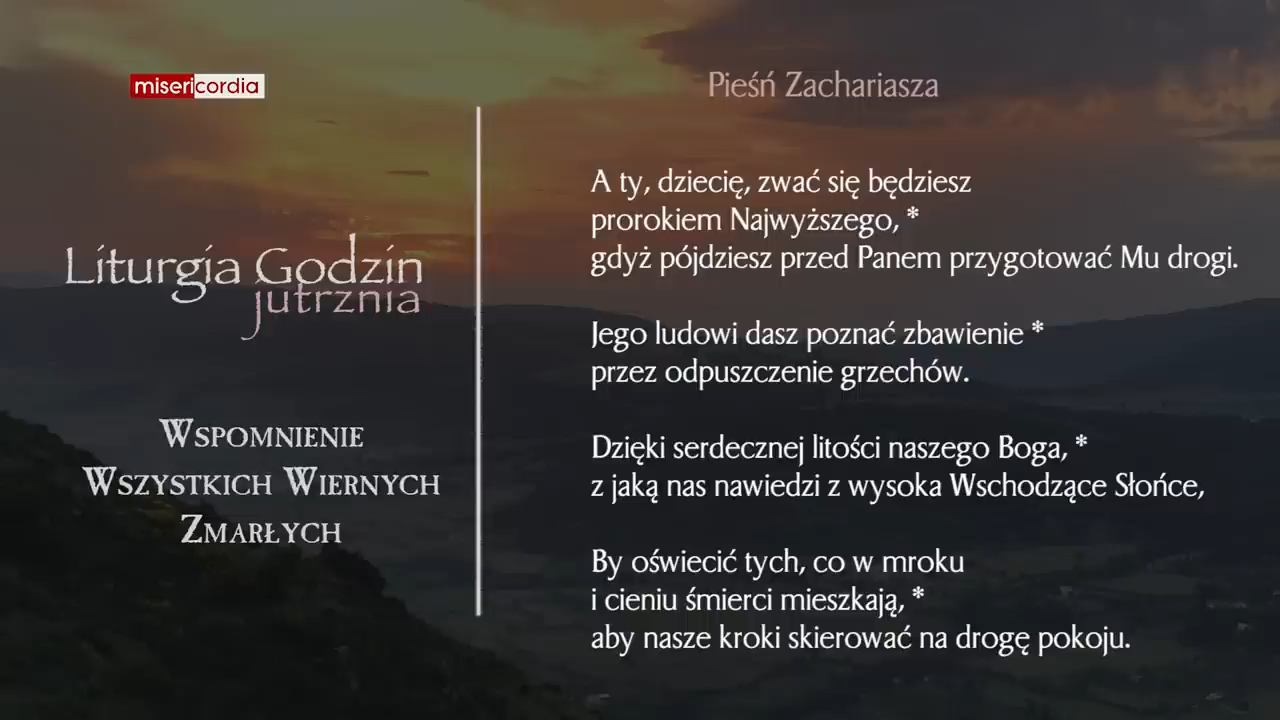 misericordia
Liturgia Godzin
jutrznia
Wspomnienie
Wszystkich Wiernych
Zmarłych
Pieśń Zachariasza
A ty, dziecię, zwać się będziesz
prorokiem Najwyższego, *
gdyż pójdziesz przed Panem przygotować Mu drogi.
Jego ludowi dasz poznać zbawienie *
przez odpuszczenie grzechów.
Dzięki serdecznej litości naszego Boga, *
z jaką nas nawiedzi z wysoka Wschodzące Słońce,
By oświecić tych, co w mroku
i cieniu śmierci mieszkają, *
aby nasze kroki skierować na drogę pokoju.